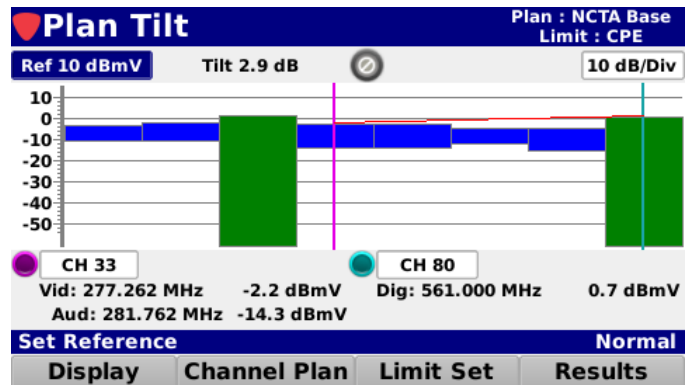 Plan Tilt
Plan : NCTA Base
Limit : CPE
Ref 10 dBmV Tilt 2.9 dB 10 dB/Div
10
0
-10
-20
-30
-40
-50
CH 33 CH 80
Vid: 277.262 MHz -2.2 dBmV Dig: 561.000 MHz 0.7 dBmV
Aud: 281.762 MHz -14.3 dBmV
Set Reference Normal
Display Channel Plan Limit Set Results